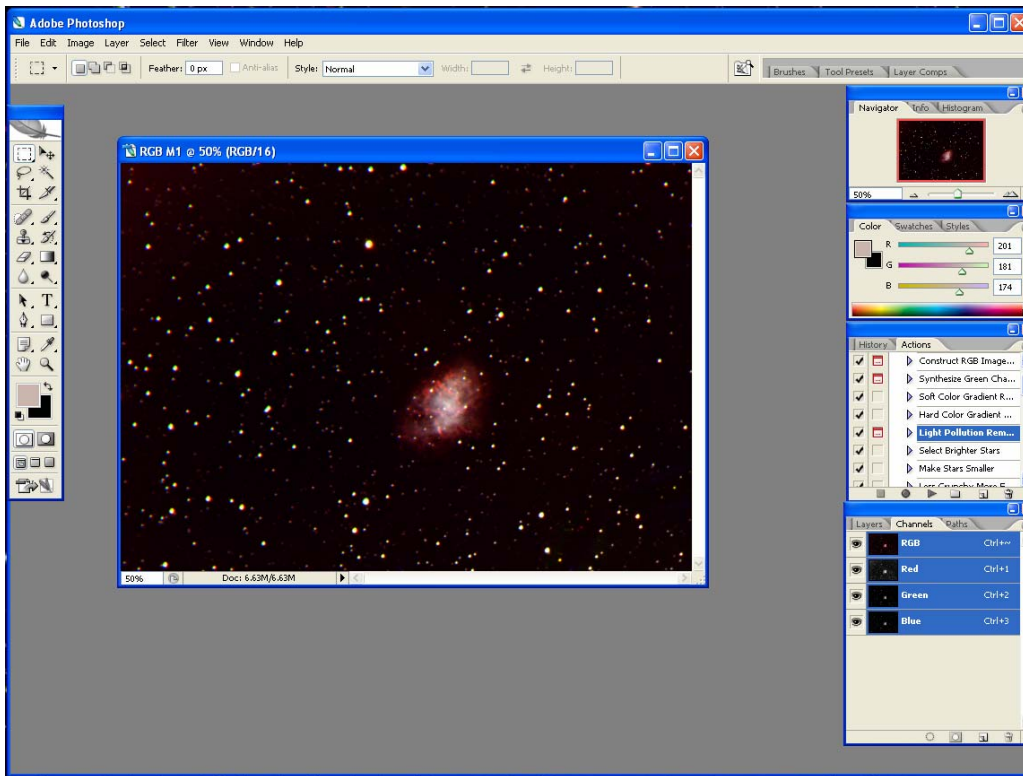 Adobe Photoshop
File Edit Image Layer Select Filter View Window Help
Feather: 0 px Anti-alias Style: Normal Width: Height:
Brushes Tool Presets Layer Comps
Navigator Info Histogram
50%
Color Swatches Styles
R 201
G 181
B 174
History Actions
Construct RGB Image...
Synthesize Green Cha...
Soft Color Gradient R...
Hard Color Gradient ...
Light Pollution Rem...
Select Brighter Stars
Make Stars Smaller
Layers Channels Paths
RGB Ctrl+~
Red Ctrl+1
Green Ctrl+2
Blue Ctrl+3
RGB M1 @ 50% (RGB/16)
50% Doc: 6.63M/6.63M
T